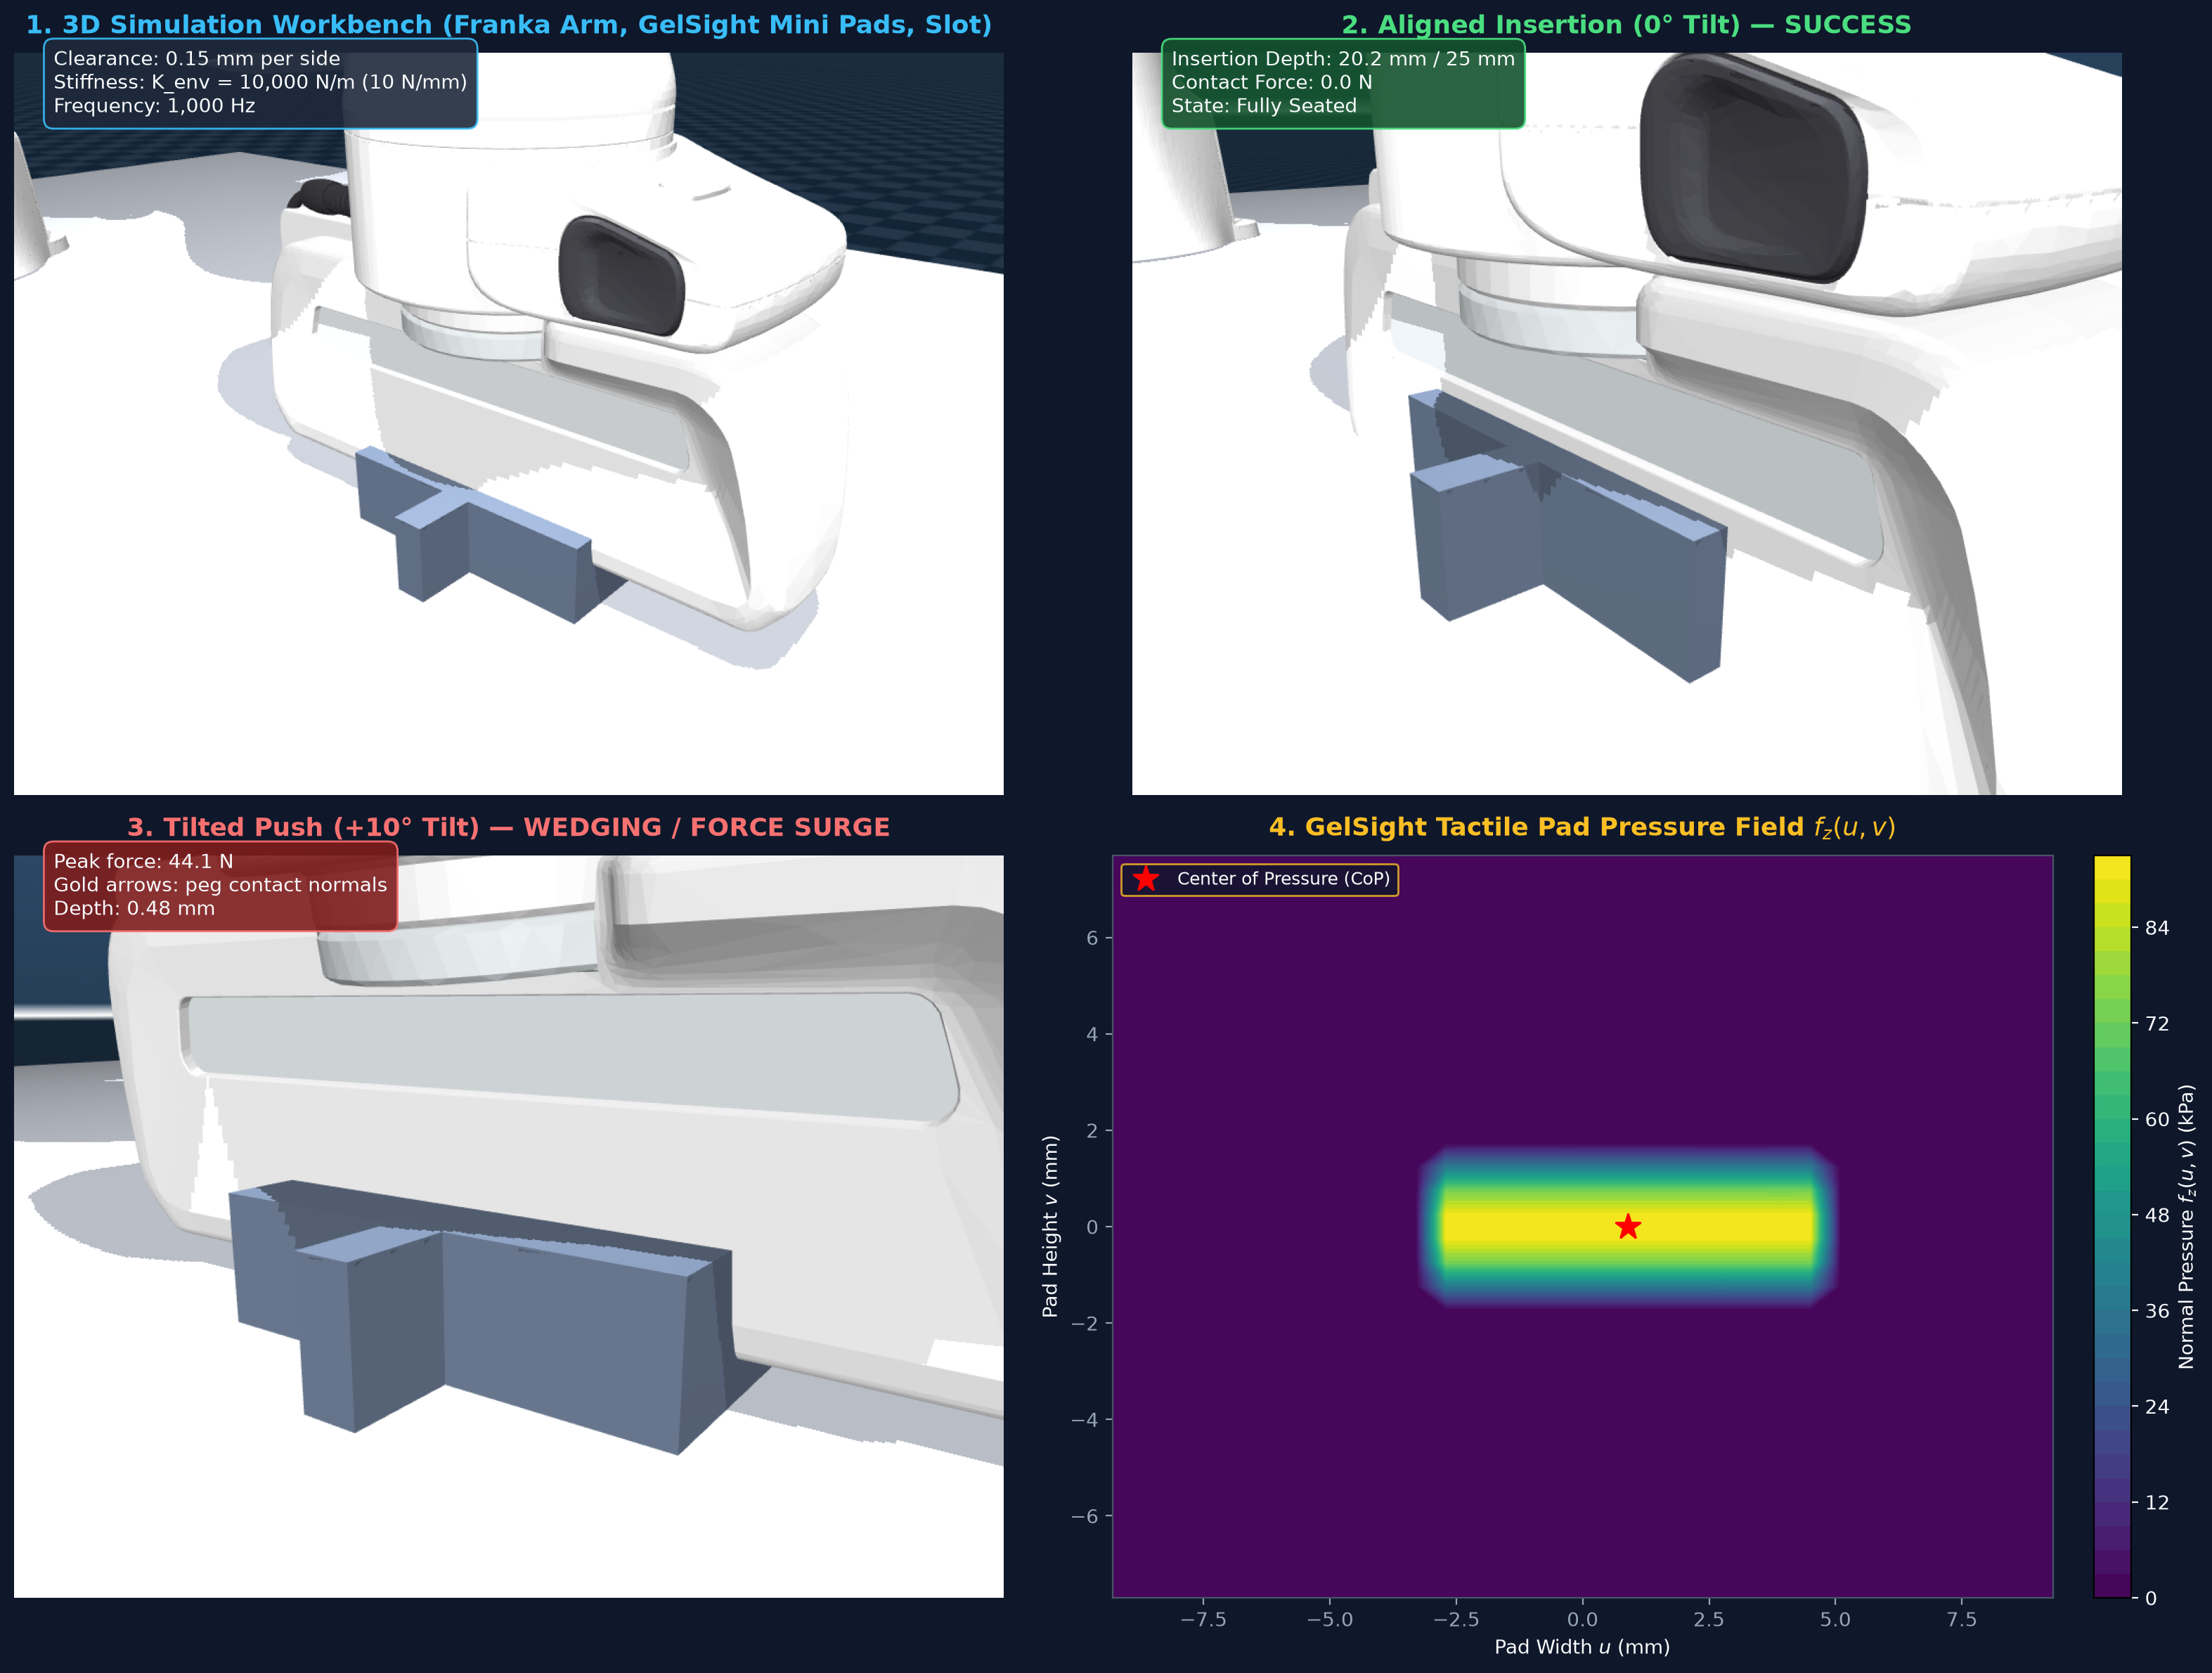 1. 3D Simulation Workbench (Franka Arm, GelSight Mini Pads, Slot)
Clearance: 0.15 mm per side
Stiffness: K_env = 10,000 N/m (10 N/mm)
Frequency: 1,000 Hz
2. Aligned Insertion (0° Tilt) — SUCCESS
Insertion Depth: 20.2 mm / 25 mm
Contact Force: 0.0 N
State: Fully Seated
3. Tilted Push (+10° Tilt) — WEDGING / FORCE SURGE
Peak force: 44.1 N
Gold arrows: peg contact normals
Depth: 0.48 mm
4. GelSight Tactile Pad Pressure Field f_z(u, v)
Center of Pressure (CoP)
Pad Height v (mm)
6
4
2
0
−2
−4
−6
−7.5 −5.0 −2.5 0.0 2.5 5.0 7.5
Pad Width u (mm)
84
72
60
48
36
24
12
0
Normal Pressure f_z(u, v) (kPa)